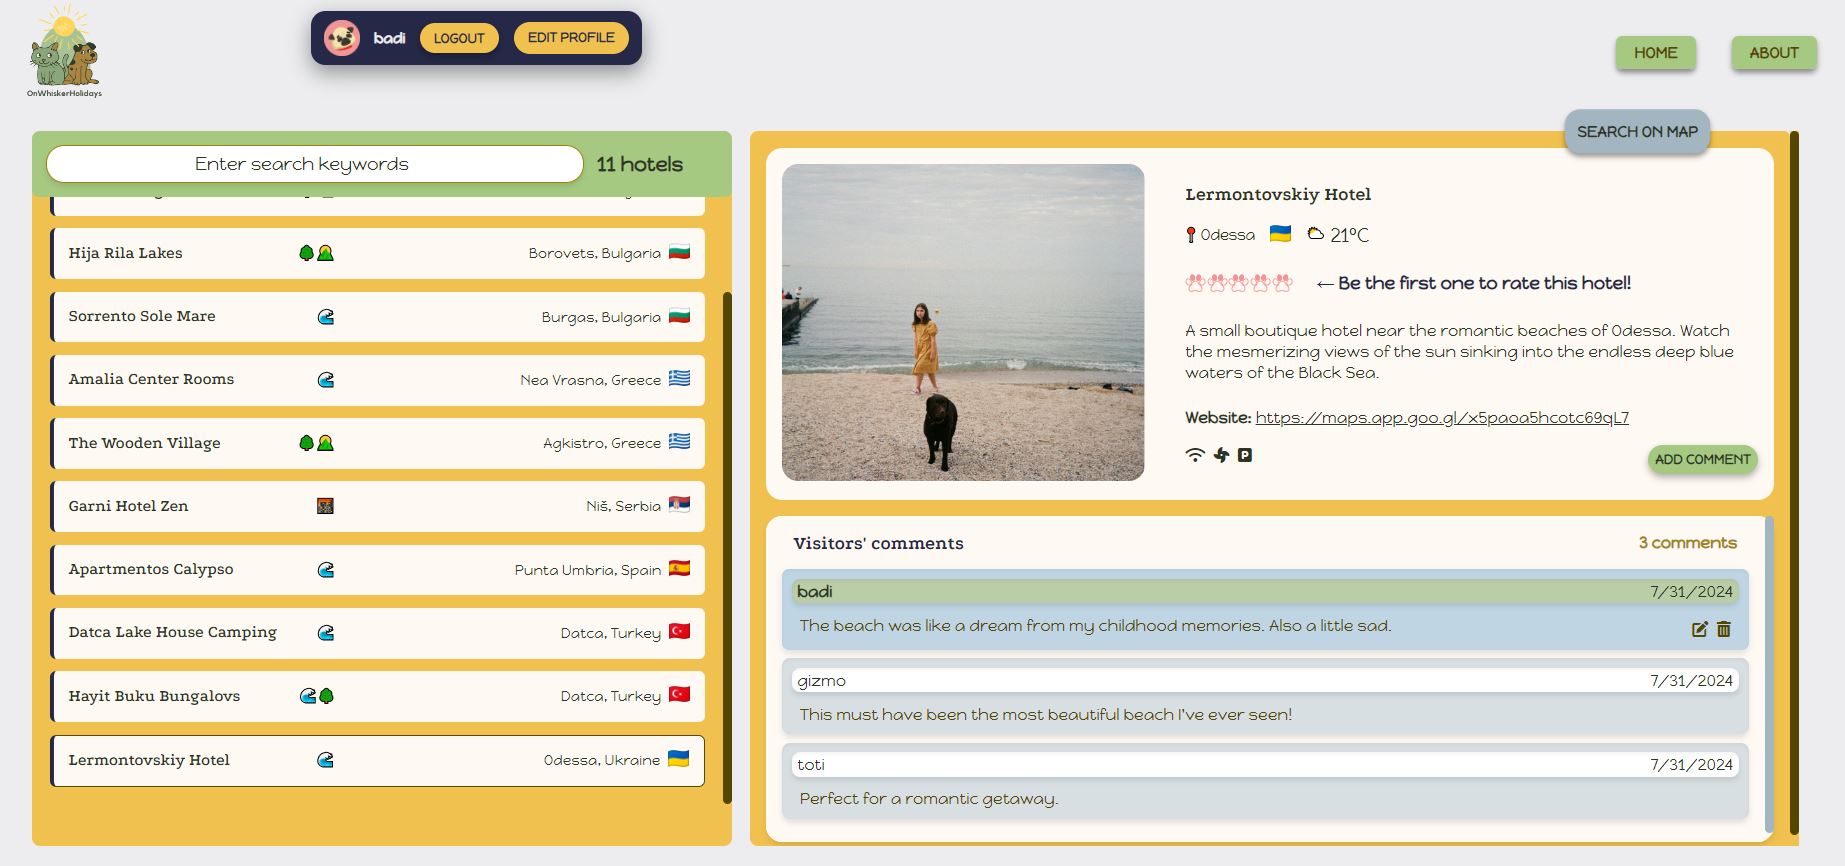 OnWhiskerHolidays
badi
LOGOUT
EDIT PROFILE
HOME
ABOUT
Enter search keywords
11 hotels
Hija Rila Lakes
Borovets, Bulgaria
Sorrento Sole Mare
Burgas, Bulgaria
Amalia Center Rooms
Nea Vrasna, Greece
The Wooden Village
Agkistro, Greece
Garni Hotel Zen
Niš, Serbia
Apartmentos Calypso
Punta Umbria, Spain
Datca Lake House Camping
Datca, Turkey
Hayit Buku Bungalovs
Datca, Turkey
Lermontovskiy Hotel
Odessa, Ukraine
SEARCH ON MAP
Lermontovskiy Hotel
Odessa
21°C
← Be the first one to rate this hotel!
A small boutique hotel near the romantic beaches of Odessa. Watch
the mesmerizing views of the sun sinking into the endless deep blue
waters of the Black Sea.
Website: https://maps.app.goo.gl/x5paoa5hcotc69qL7
P
ADD COMMENT
Visitors' comments
3 comments
badi
7/31/2024
The beach was like a dream from my childhood memories. Also a little sad.
gizmo
7/31/2024
This must have been the most beautiful beach I've ever seen!
toti
7/31/2024
Perfect for a romantic getaway.